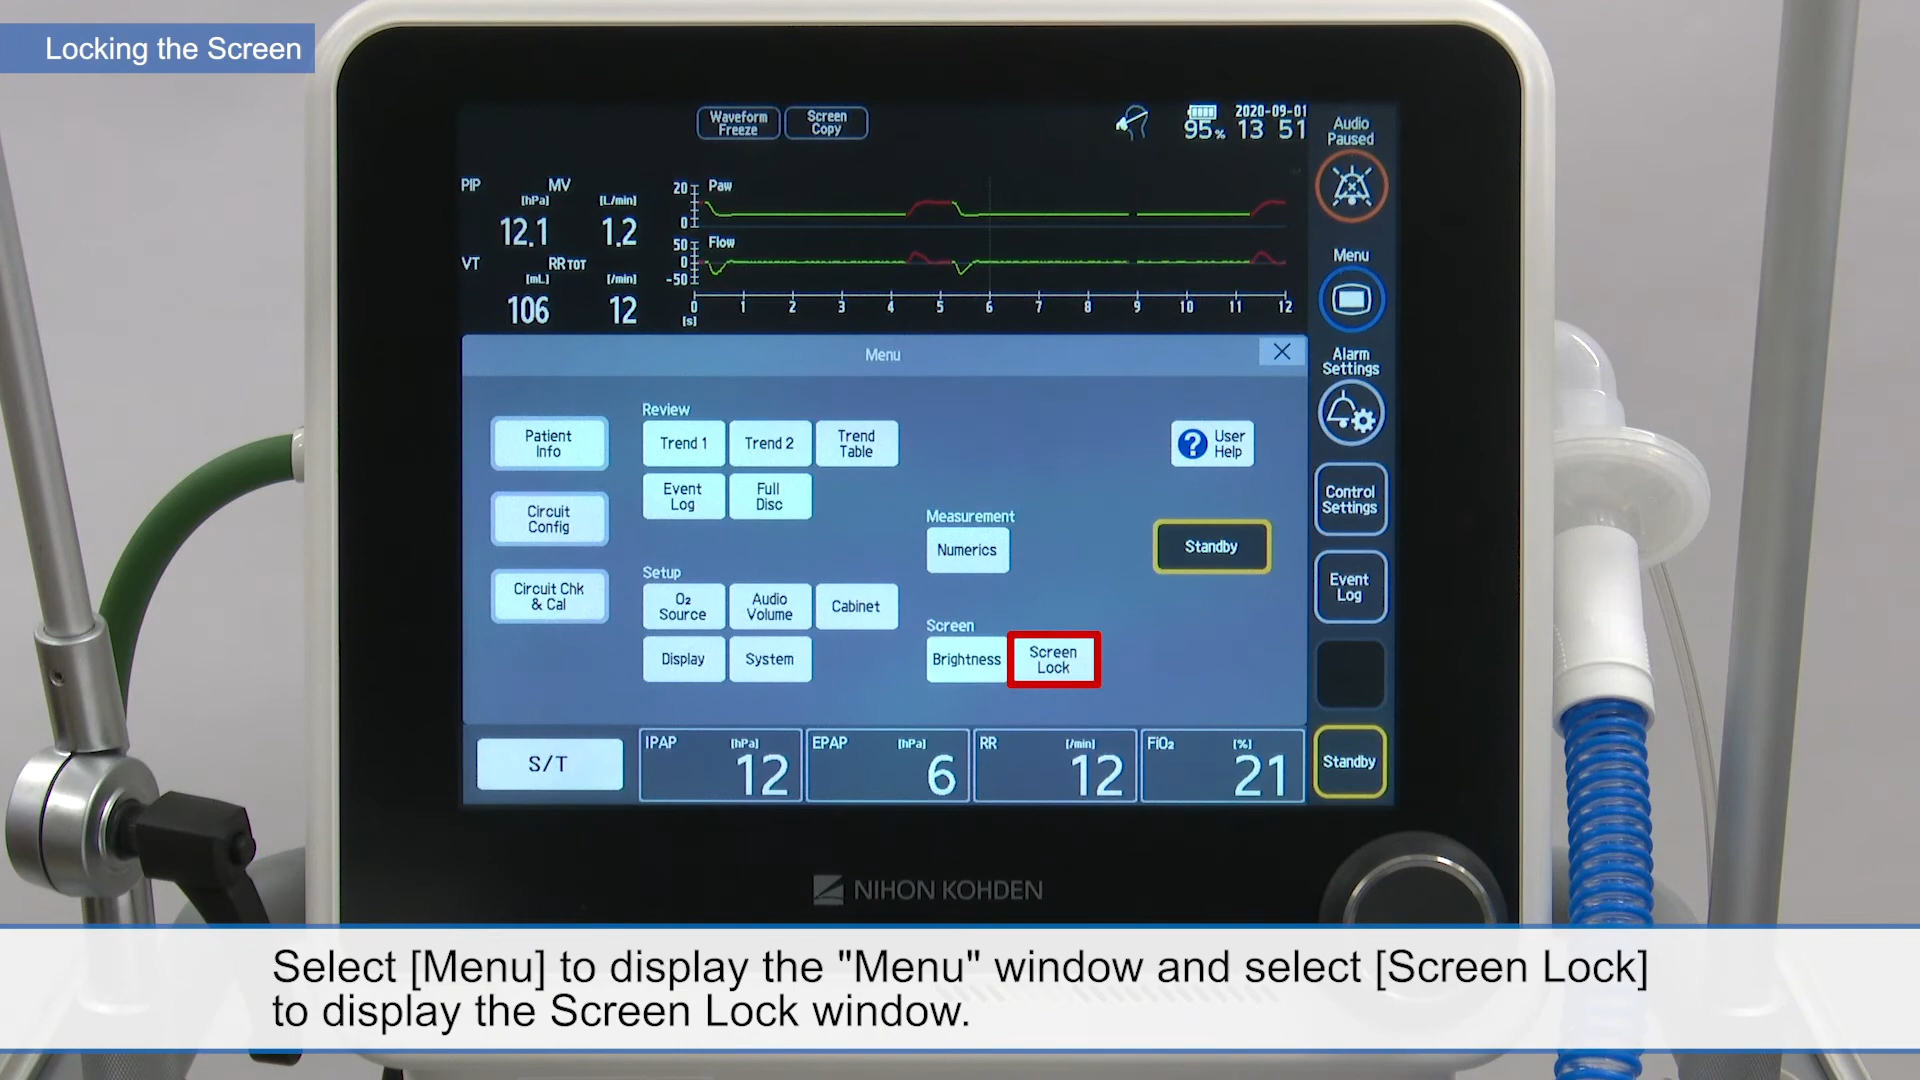 Locking the Screen
Waveform
Freeze
Screen
Copy
95%
2020-09-01
13 51
Audio
Paused
PIP
[hPa]
12.1
MV
[L/min]
1.2
VT
[mL]
106
RR TOT
[/min]
12
20
0
Paw
50
0
-50
Flow
0 1 2 3 4 5 6 7 8 9 10 11 12
[s]
Menu
Alarm
Settings
Control
Settings
Event
Log
Standby
Menu
Patient
Info
Circuit
Config
Circuit Chk
& Cal
Review
Trend 1
Trend 2
Trend
Table
Event
Log
Full
Disc
Setup
O₂
Source
Audio
Volume
Cabinet
Display
System
Measurement
Numerics
Screen
Brightness
Screen
Lock
? User
Help
Standby
S/T
IPAP [hPa]
12
EPAP [hPa]
6
RR [/min]
12
FiO₂ [%]
21
NIHON KOHDEN
Select [Menu] to display the "Menu" window and select [Screen Lock]
to display the Screen Lock window.